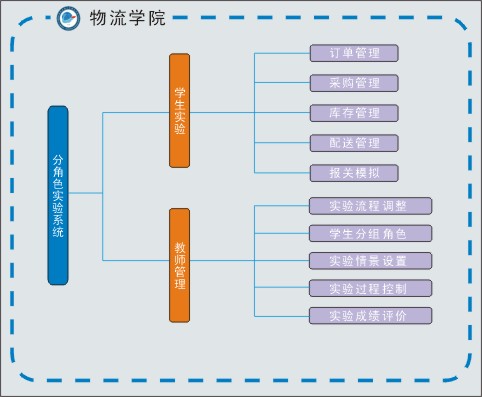 物流学院
分角色实验系统
学生实验
订单管理
采购管理
库存管理
配送管理
报关模拟
教师管理
实验流程调整
学生分组角色
实验情景设置
实验过程控制
实验成绩评价